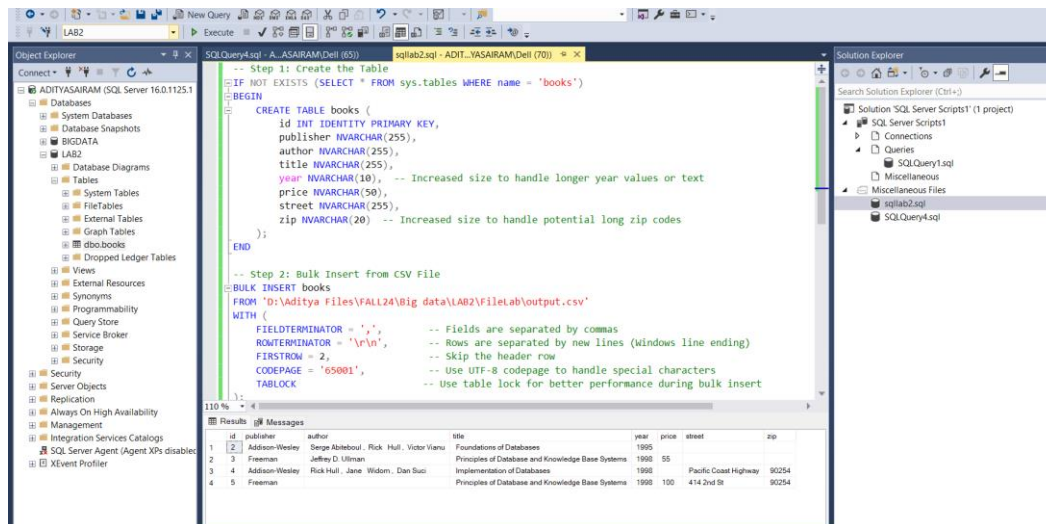 New Query
LAB2
Execute
Object Explorer
Connect
ADITYASAIRAM (SQL Server 16.0.1125.1
Databases
System Databases
Database Snapshots
BIGDATA
LAB2
Database Diagrams
Tables
System Tables
FileTables
External Tables
Graph Tables
dbo.books
Dropped Ledger Tables
Views
External Resources
Synonyms
Programmability
Query Store
Service Broker
Storage
Security
Security
Server Objects
Replication
Always On High Availability
Management
Integration Services Catalogs
SQL Server Agent (Agent XPs disabled
XEvent Profiler
SQLQuery4.sql - A...ASAIRAM\Dell (65)) sqllab2.sql - ADIT...YASAIRAM\Dell (70))
-- Step 1: Create the Table
IF NOT EXISTS (SELECT * FROM sys.tables WHERE name = 'books')
BEGIN
CREATE TABLE books (
id INT IDENTITY PRIMARY KEY,
publisher NVARCHAR(255),
author NVARCHAR(255),
title NVARCHAR(255),
year NVARCHAR(10), -- Increased size to handle longer year values or text
price NVARCHAR(50),
street NVARCHAR(255),
zip NVARCHAR(20) -- Increased size to handle potential long zip codes
);
END
-- Step 2: Bulk Insert from CSV File
BULK INSERT books
FROM 'D:\Aditya Files\FALL24\Big data\LAB2\FileLab\output.csv'
WITH (
FIELDTERMINATOR = ',', -- Fields are separated by commas
ROWTERMINATOR = '\r\n', -- Rows are separated by new lines (Windows line ending)
FIRSTROW = 2, -- Skip the header row
CODEPAGE = '65001', -- Use UTF-8 codepage to handle special characters
TABLOCK -- Use table lock for better performance during bulk insert
);
110 %
Results Messages
id publisher author title year price street zip
1 2 Addison-Wesley Serge Abiteboul , Rick Hull , Victor Vianu Foundations of Databases 1995
2 3 Freeman Jeffrey D. Ullman Principles of Database and Knowledge Base Systems 1998 55
3 4 Addison-Wesley Rick Hull , Jane Widom , Dan Suci Implementation of Databases 1998 Pacific Coast Highway 90254
4 5 Freeman Principles of Database and Knowledge Base Systems 1998 100 414 2nd St 90254
Solution Explorer
Search Solution Explorer (Ctrl+;)
Solution 'SQL Server Scripts1' (1 project)
SQL Server Scripts1
Connections
Queries
SQLQuery1.sql
Miscellaneous
Miscellaneous Files
sqllab2.sql
SQLQuery4.sql